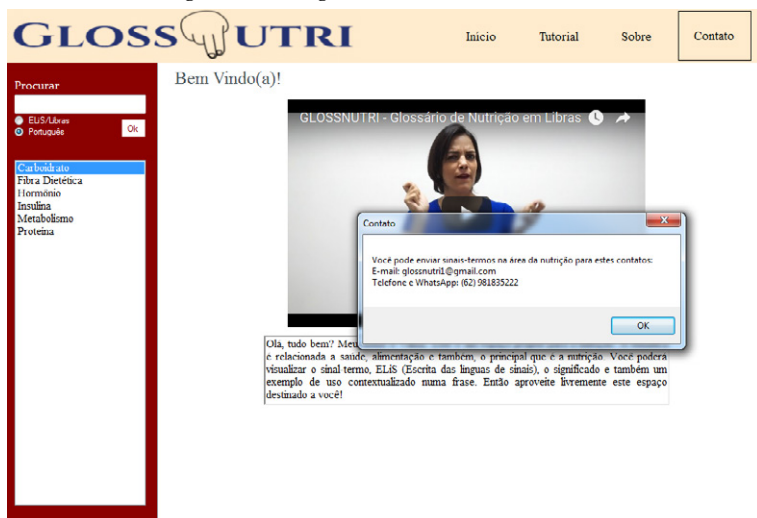 GLOSS UTRI
Início Tutorial Sobre Contato
Procurar
ELiS/Libras
Português
Ok
Carboidrato
Fibra Dietética
Hormônio
Insulina
Metabolismo
Proteína
Bem Vindo(a)!
GLOSSNUTRI - Glossário de Nutrição em Libras
Contato
Você pode enviar sinais-termos na área da nutrição para estes contatos:
E-mail: glossnutri1@gmail.com
Telefone e WhatsApp: (62) 981835222
OK
Olá, tudo bem?
é relacionada a saúde, alimentação e também, o principal que é a nutrição. Você poderá
visualizar o sinal-termo, ELiS (Escrita das línguas de sinais), o significado e também um
exemplo de uso contextualizado numa frase. Então aproveite livremente este espaço
destinado a você!